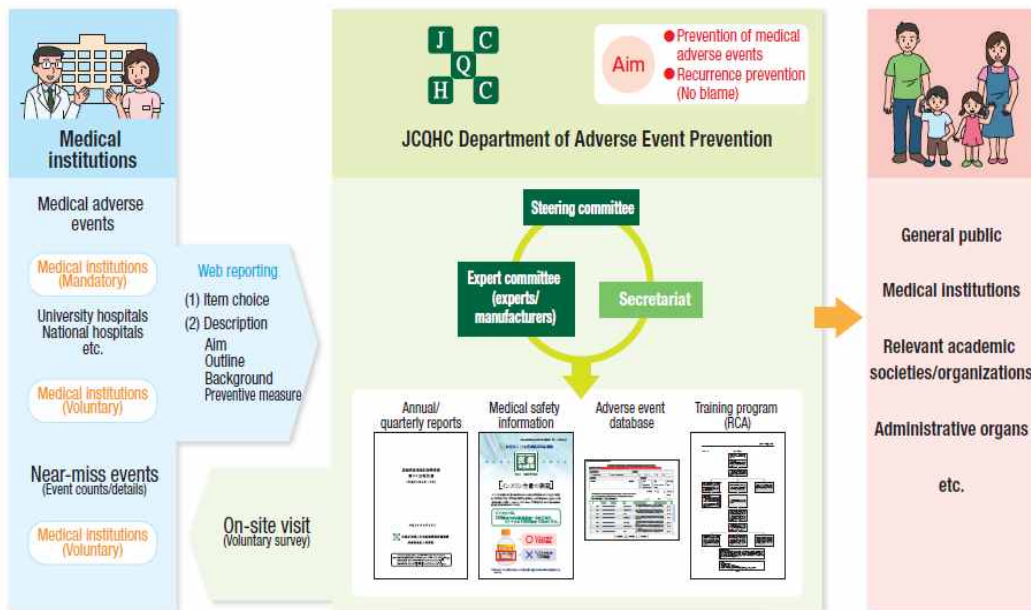 Medical
institutions
Medical adverse
events
Medical institutions
(Mandatory)
University hospitals
National hospitals
etc.
Medical institutions
(Voluntary)
Near-miss events
(Event counts/details)
Medical institutions
(Voluntary)
Web reporting
(1) Item choice
(2) Description
Aim
Outline
Background
Preventive measure
On-site visit
(Voluntary survey)
J C
Q
H C
Aim
● Prevention of medical
adverse events
● Recurrence prevention
(No blame)
JCQHC Department of Adverse Event Prevention
Steering committee
Expert committee
(experts/
manufacturers)
Secretariat
Annual/
quarterly reports
Medical safety
information
Adverse event
database
Training program
(RCA)
General public
Medical institutions
Relevant academic
societies/organizations
Administrative organs
etc.